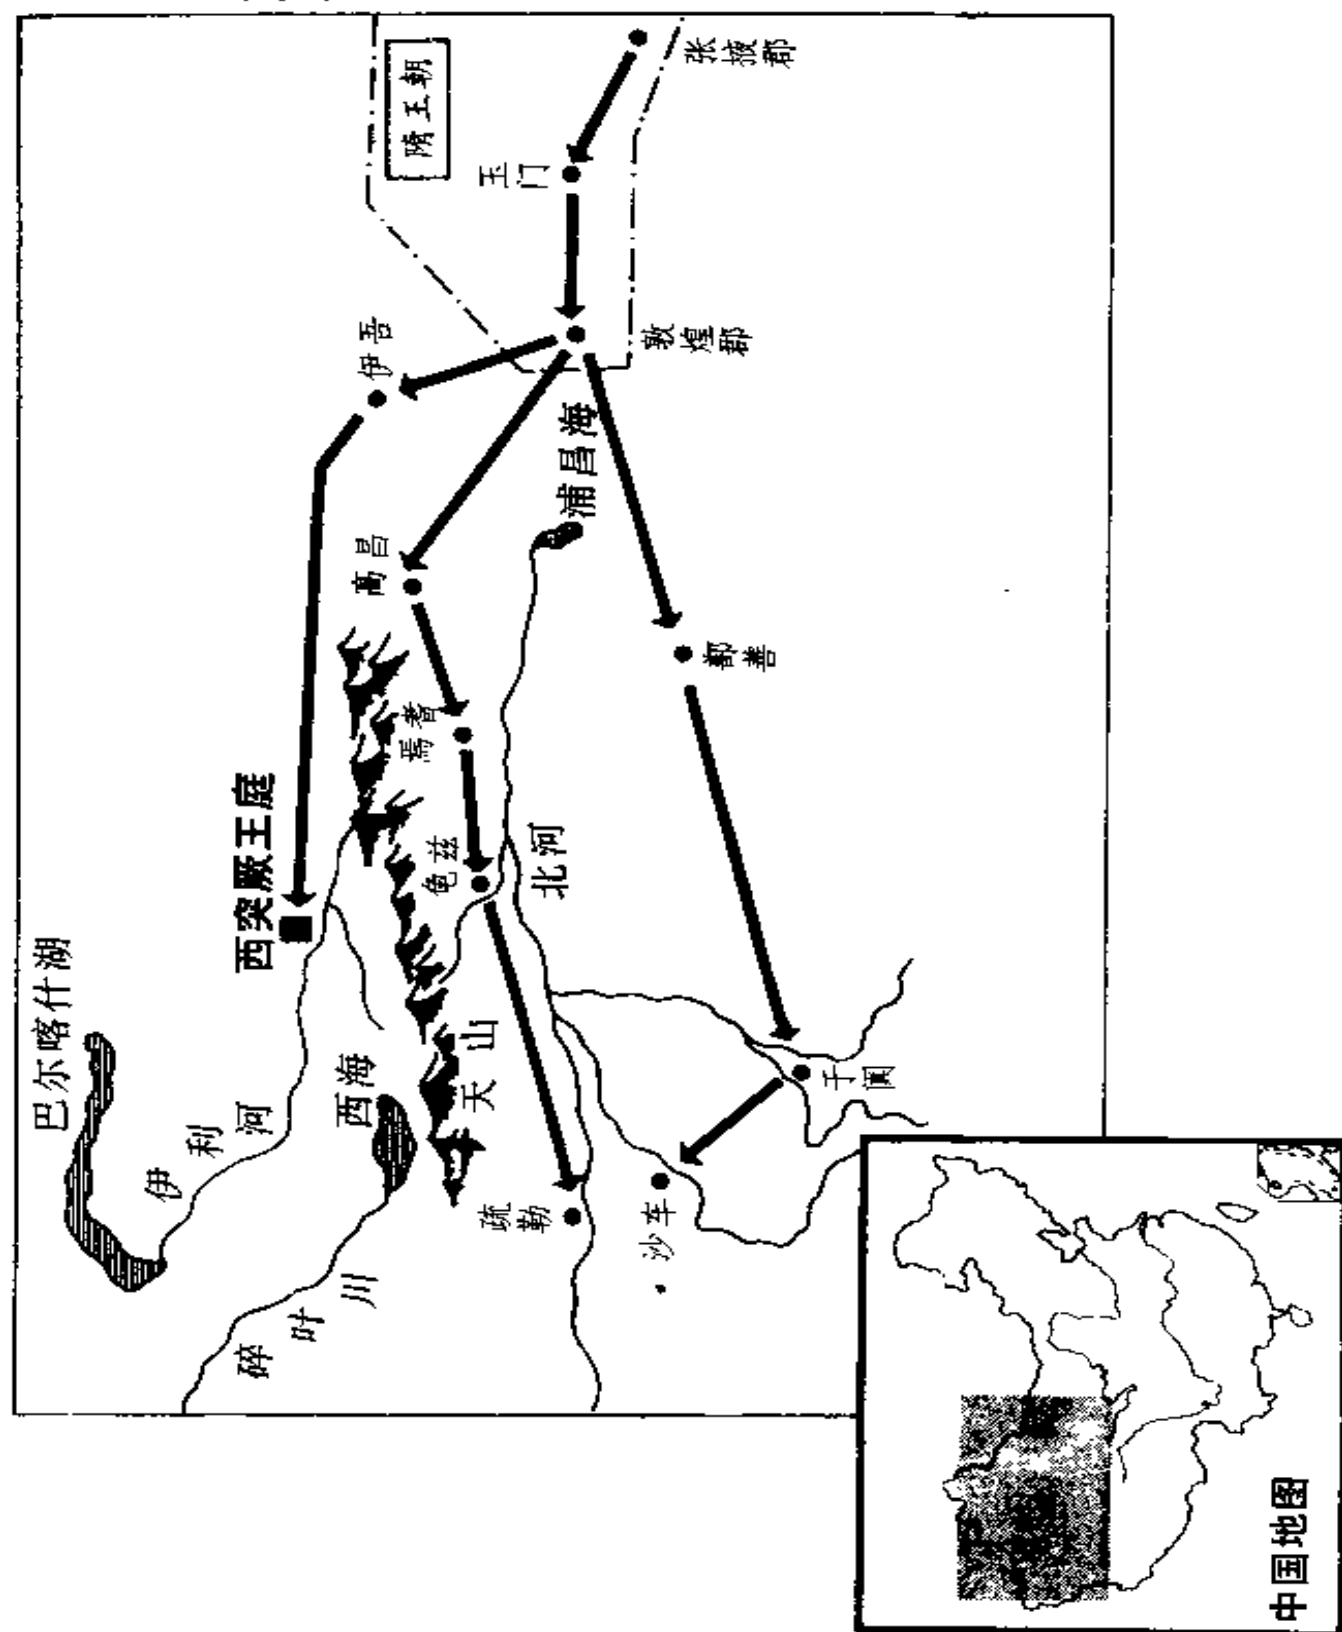 巴尔喀什湖
伊利河
碎叶川
西海
天山
西突厥王庭
伊吾
隋王朝
高昌
焉耆
龟兹
疏勒
北河
浦昌海
玉门
张掖郡
敦煌郡
鄯善
于阗
沙车
中国地图